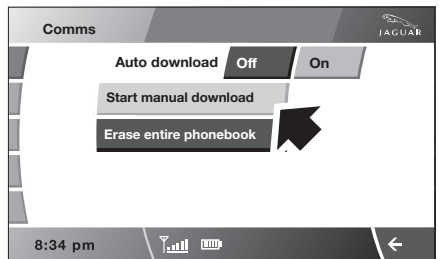 Comms
JAGUAR
Auto download Off On
Start manual download
Erase entire phonebook
8:34 pm